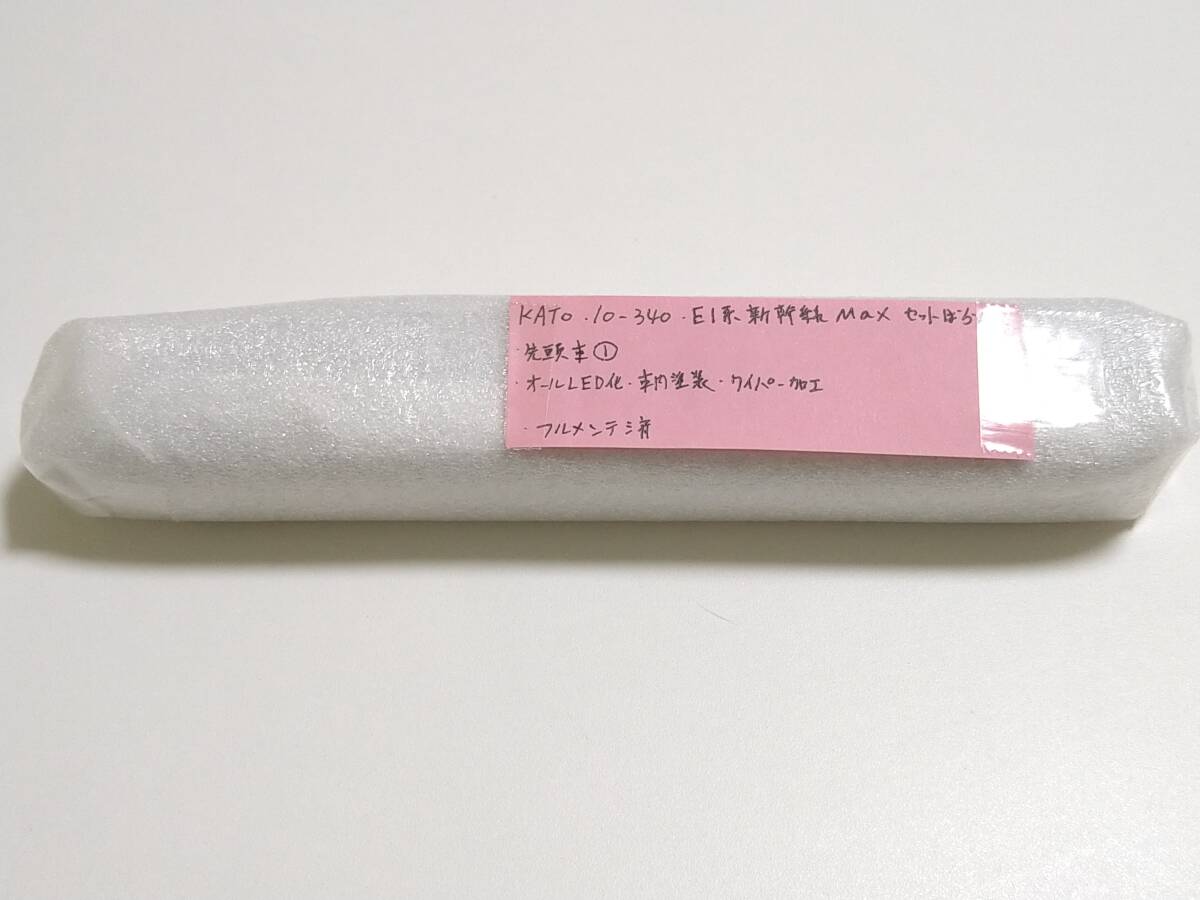 KATO・10-340・E1系新幹線 Max セットばら
・先頭車①
・オールLED化・車内塗装・ワイパー加工
・フルメンテ済